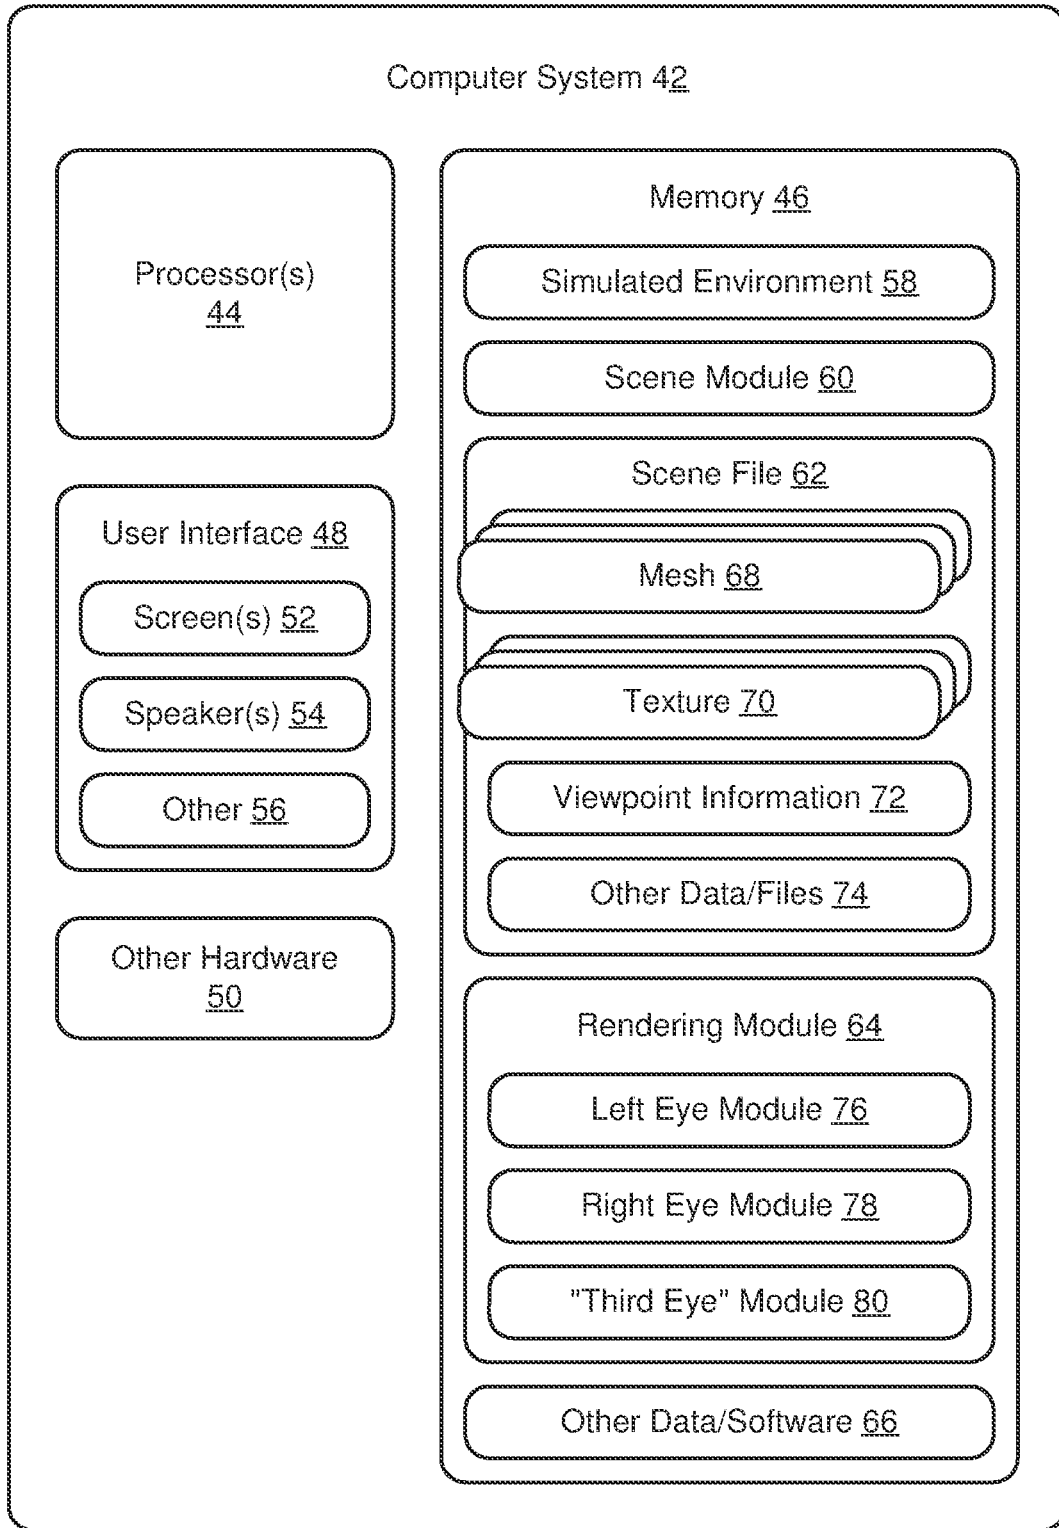 Computer System 42
Processor(s)
44
User Interface 48
Screen(s) 52
Speaker(s) 54
Other 56
Other Hardware
50
Memory 46
Simulated Environment 58
Scene Module 60
Scene File 62
Mesh 68
Texture 70
Viewpoint Information 72
Other Data/Files 74
Rendering Module 64
Left Eye Module 76
Right Eye Module 78
"Third Eye" Module 80
Other Data/Software 66